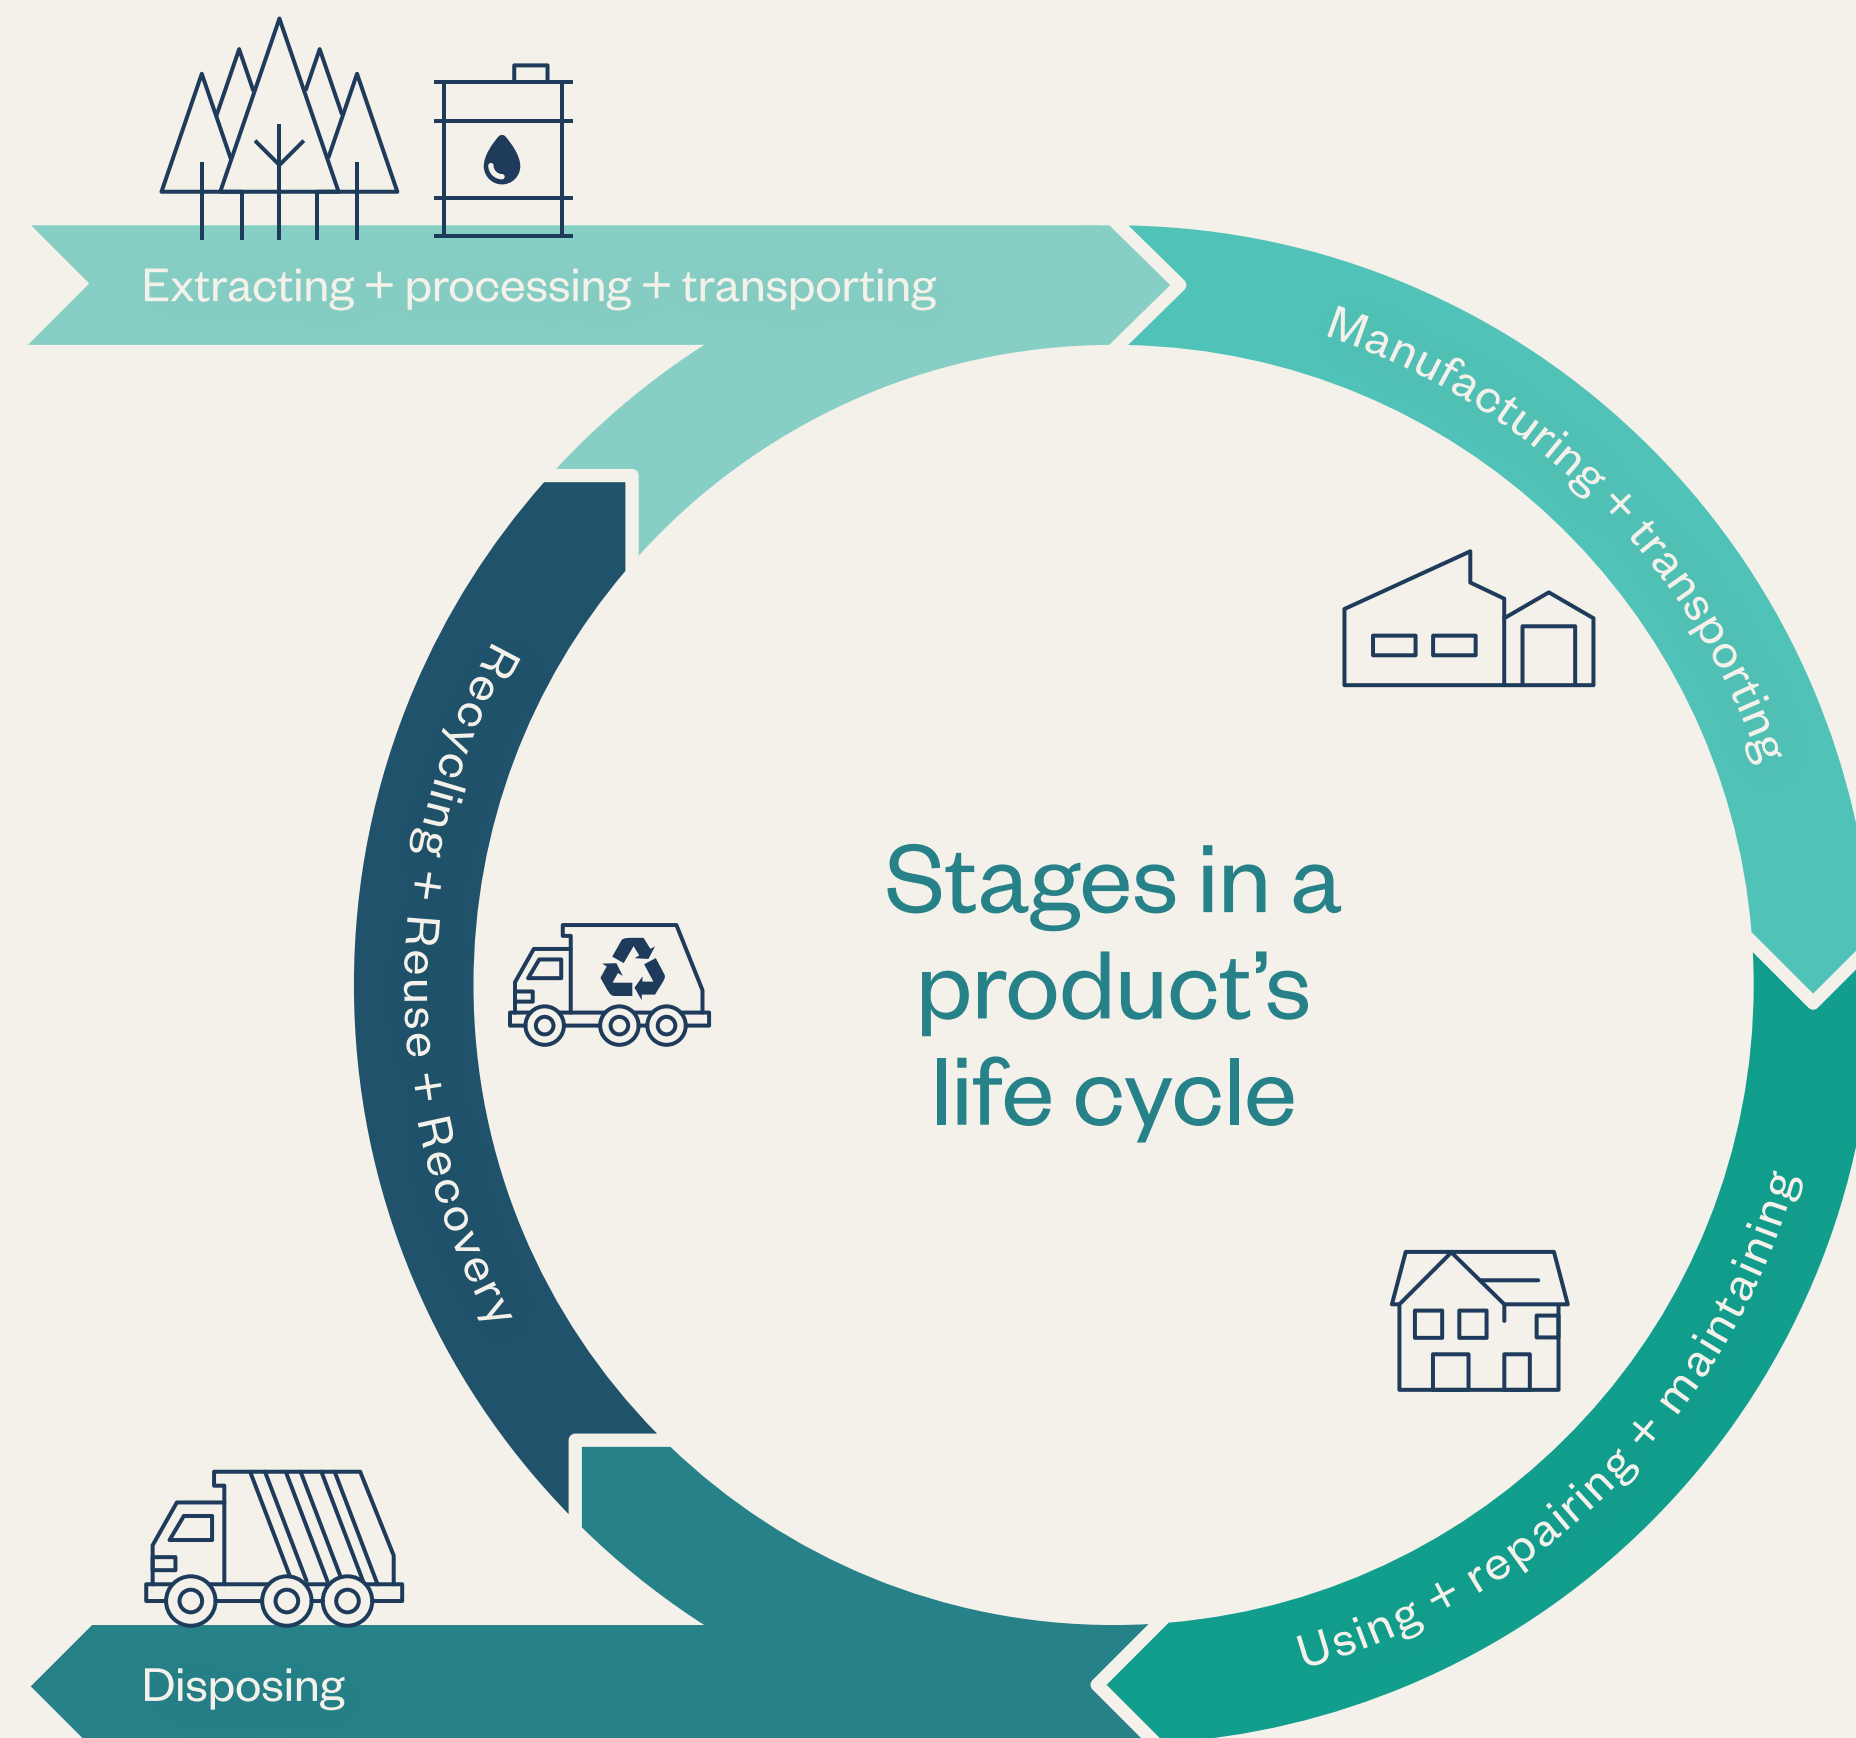 Extracting + processing + transporting
Manufacturing + transporting
Recycling + Reuse + Recovery
Stages in a
product’s
life cycle
Using + repairing + maintaining
Disposing